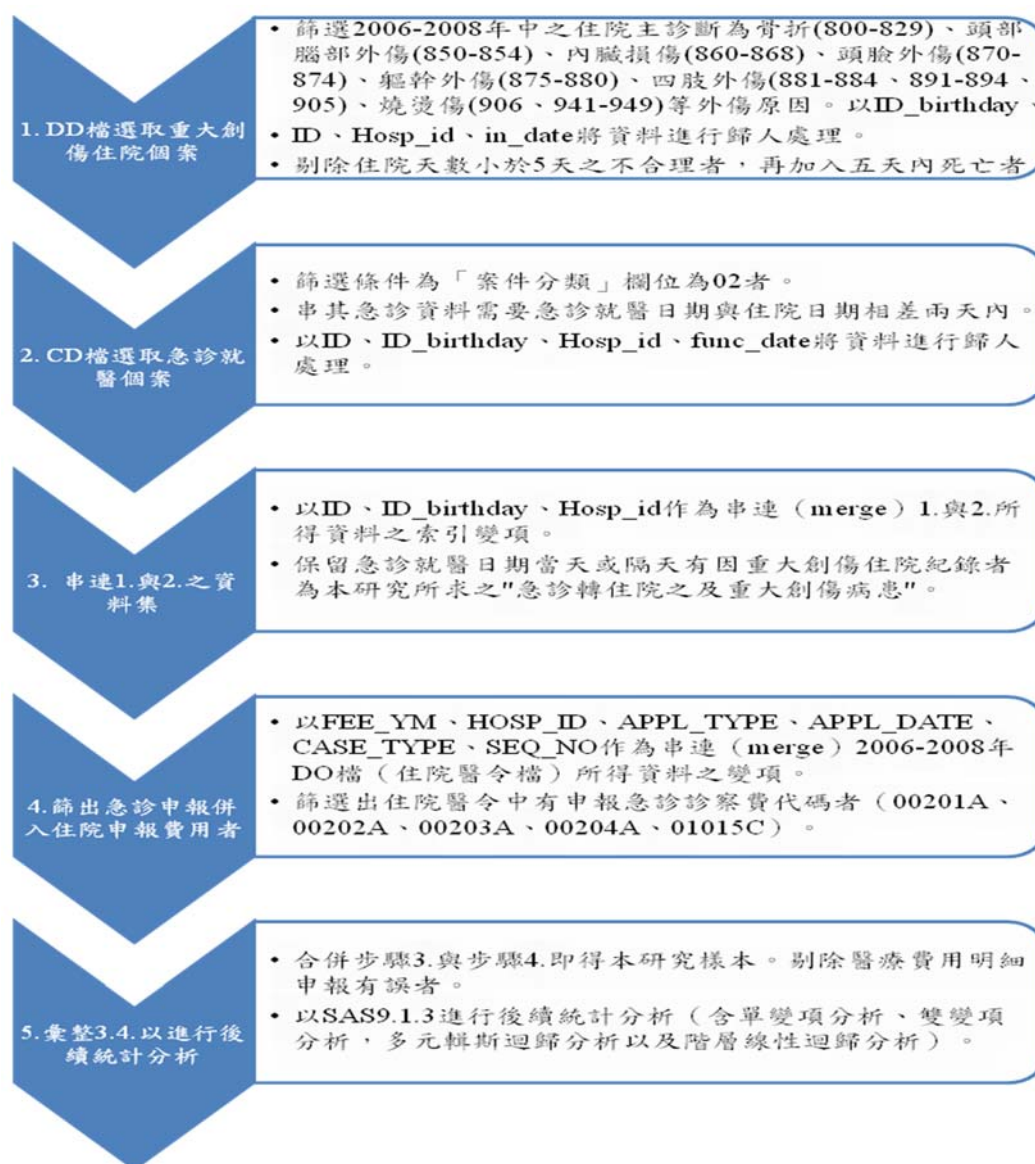 1. DD檔選取重大創
傷住院個案
• 篩選2006-2008年中之住院主診斷為骨折(800-829)、頭部
腦部外傷(850-854)、內臟損傷(860-868)、頭臉外傷(870-
874)、軀幹外傷(875-880)、四肢外傷(881-884、891-894、
905)、燒燙傷(906、941-949)等外傷原因。以ID_birthday
• ID、Hosp_id、in_date將資料進行歸人處理。
• 剔除住院天數小於5天之不合理者，再加入五天內死亡者
2. CD檔選取急診就
醫個案
• 篩選條件為「案件分類」欄位為02者。
• 串其急診資料需要急診就醫日期與住院日期相差兩天內。
• 以ID、ID_birthday、Hosp_id、func_date將資料進行歸人
處理。
3. 串連1.與2.之資
料集
• 以ID、ID_birthday、Hosp_id作為串連（merge）1.與2.所
得資料之索引變項。
• 保留急診就醫日期當天或隔天有因重大創傷住院紀錄者
為本研究所求之"急診轉住院之及重大創傷病患"。
4.篩出急診申報併
入住院申報費用者
• 以FEE_YM、HOSP_ID、APPL_TYPE、APPL_DATE、
CASE_TYPE、SEQ_NO作為串連（merge）2006-2008年
DO檔（住院醫令檔）所得資料之變項。
• 篩選出住院醫令中有申報急診診察費代碼者（00201A、
00202A、00203A、00204A、01015C）。
5.彙整3.4.以進行後
續統計分析
• 合併步驟3.與步驟4.即得本研究樣本。剔除醫療費用明細
申報有誤者。
• 以SAS9.1.3進行後續統計分析（含單變項分析、雙變項
分析，多元輯斯迴歸分析以及階層線性迴歸分析）。